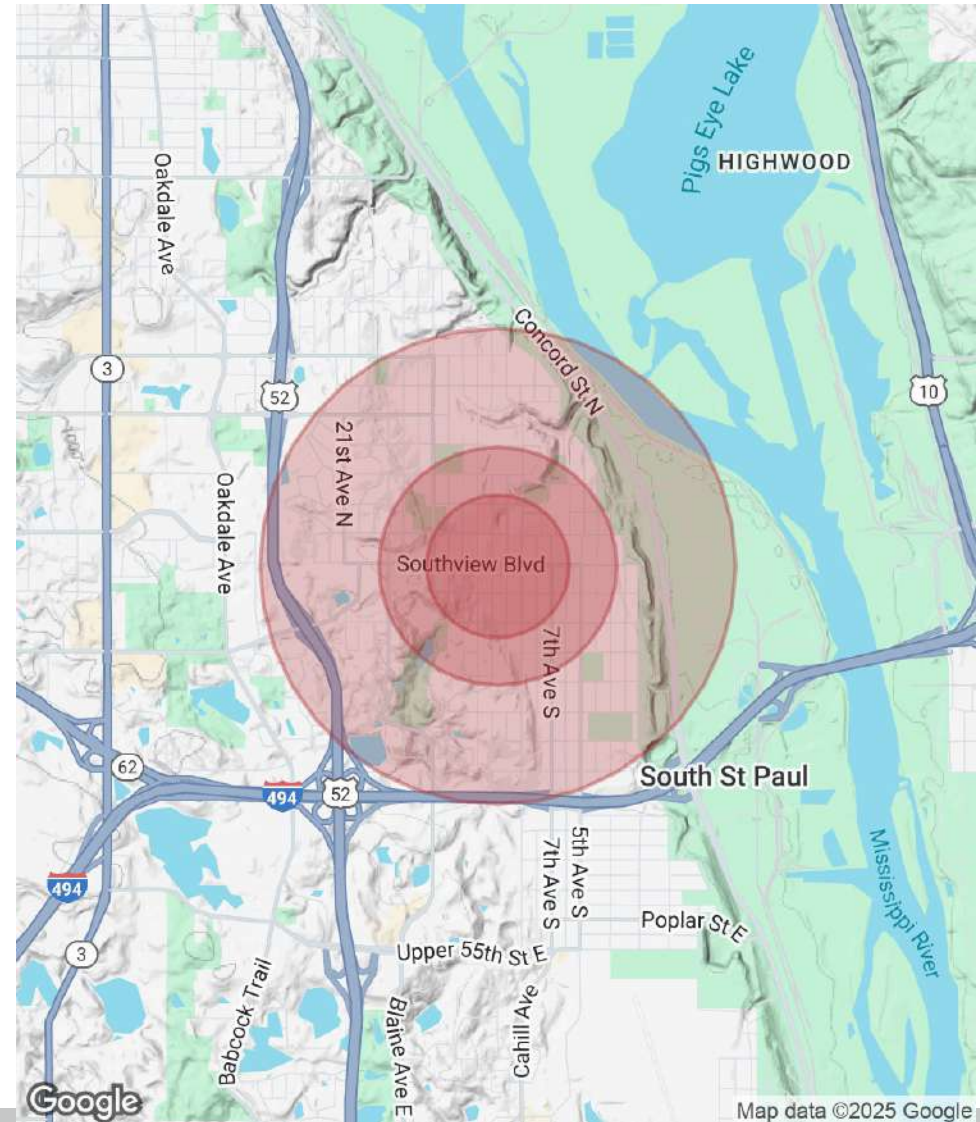 Pigs Eye Lake
HIGHWOOD
Oakdale Ave
Concord St N
3
52
10
21st Ave N
Oakdale Ave
Southview Blvd
7th Ave S
62
494
52
South St Paul
494
3
5th Ave S
7th Ave S
Poplar St E
Mississippi River
Upper 55th St E
Babcock Trail
Blaine Ave E
Cahill Ave
Google
Map data ©2025 Google